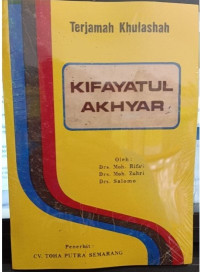 Terjamah Khulashah
KIFAYATUL
AKHYAR
Oleh:
Drs. Moh. Rifa'i
Drs. Moh. Zuhri
Drs. Salomo
Penerbit:
CV. TOHA PUTRA SEMARANG